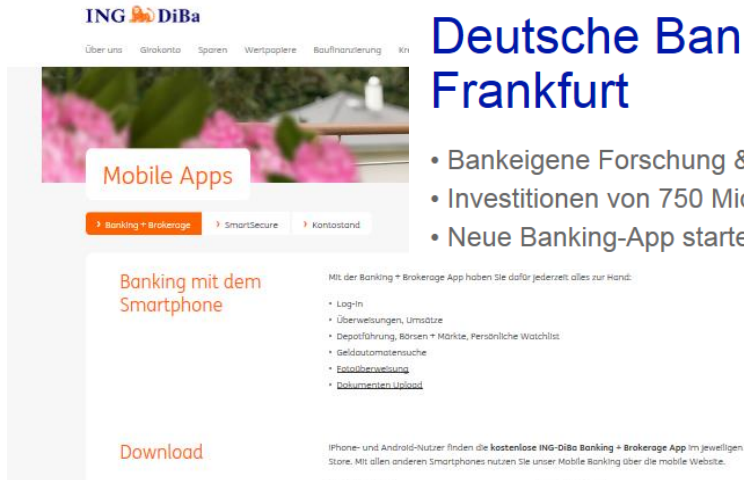 ING DiBa
Über uns Girokonto Sparen Wertpapiere Baufinanzierung
Mobile Apps
› Banking + Brokerage › SmartSecure › Kontostand
Banking mit dem
Smartphone
Mit der Banking + Brokerage App haben Sie dafür jederzeit alles zur Hand:
• Log-In
• Überweisungen, Umsätze
• Depotführung, Börsen + Märkte, Persönliche Watchlist
• Geldautomatensuche
• Fotoüberweisung
• Dokumenten Upload
Download
iPhone- und Android-Nutzer finden die kostenlose ING-DiBa Banking + Brokerage App im jeweiligen
Store. Mit allen anderen Smartphones nutzen Sie unser Mobile Banking über die mobile Website.
Deutsche Ban
Frankfurt
• Bankeigene Forschung &
• Investitionen von 750 Mio
• Neue Banking-App starte